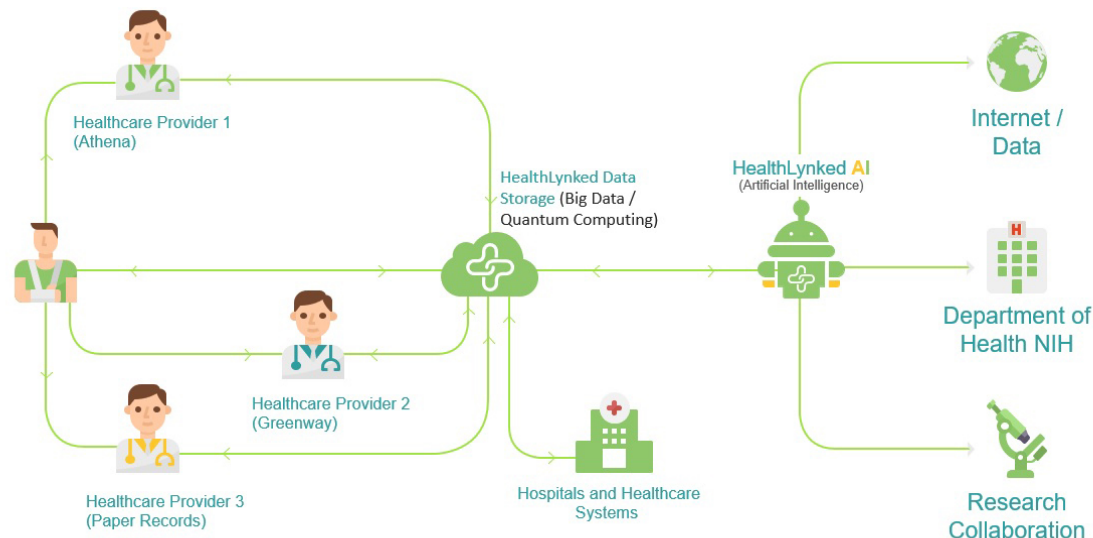 Healthcare Provider 1
(Athena)
HealthLynked Data
Storage (Big Data /
Quantum Computing)
Healthcare Provider 2
(Greenway)
Healthcare Provider 3
(Paper Records)
Hospitals and Healthcare
Systems
HealthLynked AI
(Artificial Intelligence)
Internet /
Data
H
Department of
Health NIH
Research
Collaboration